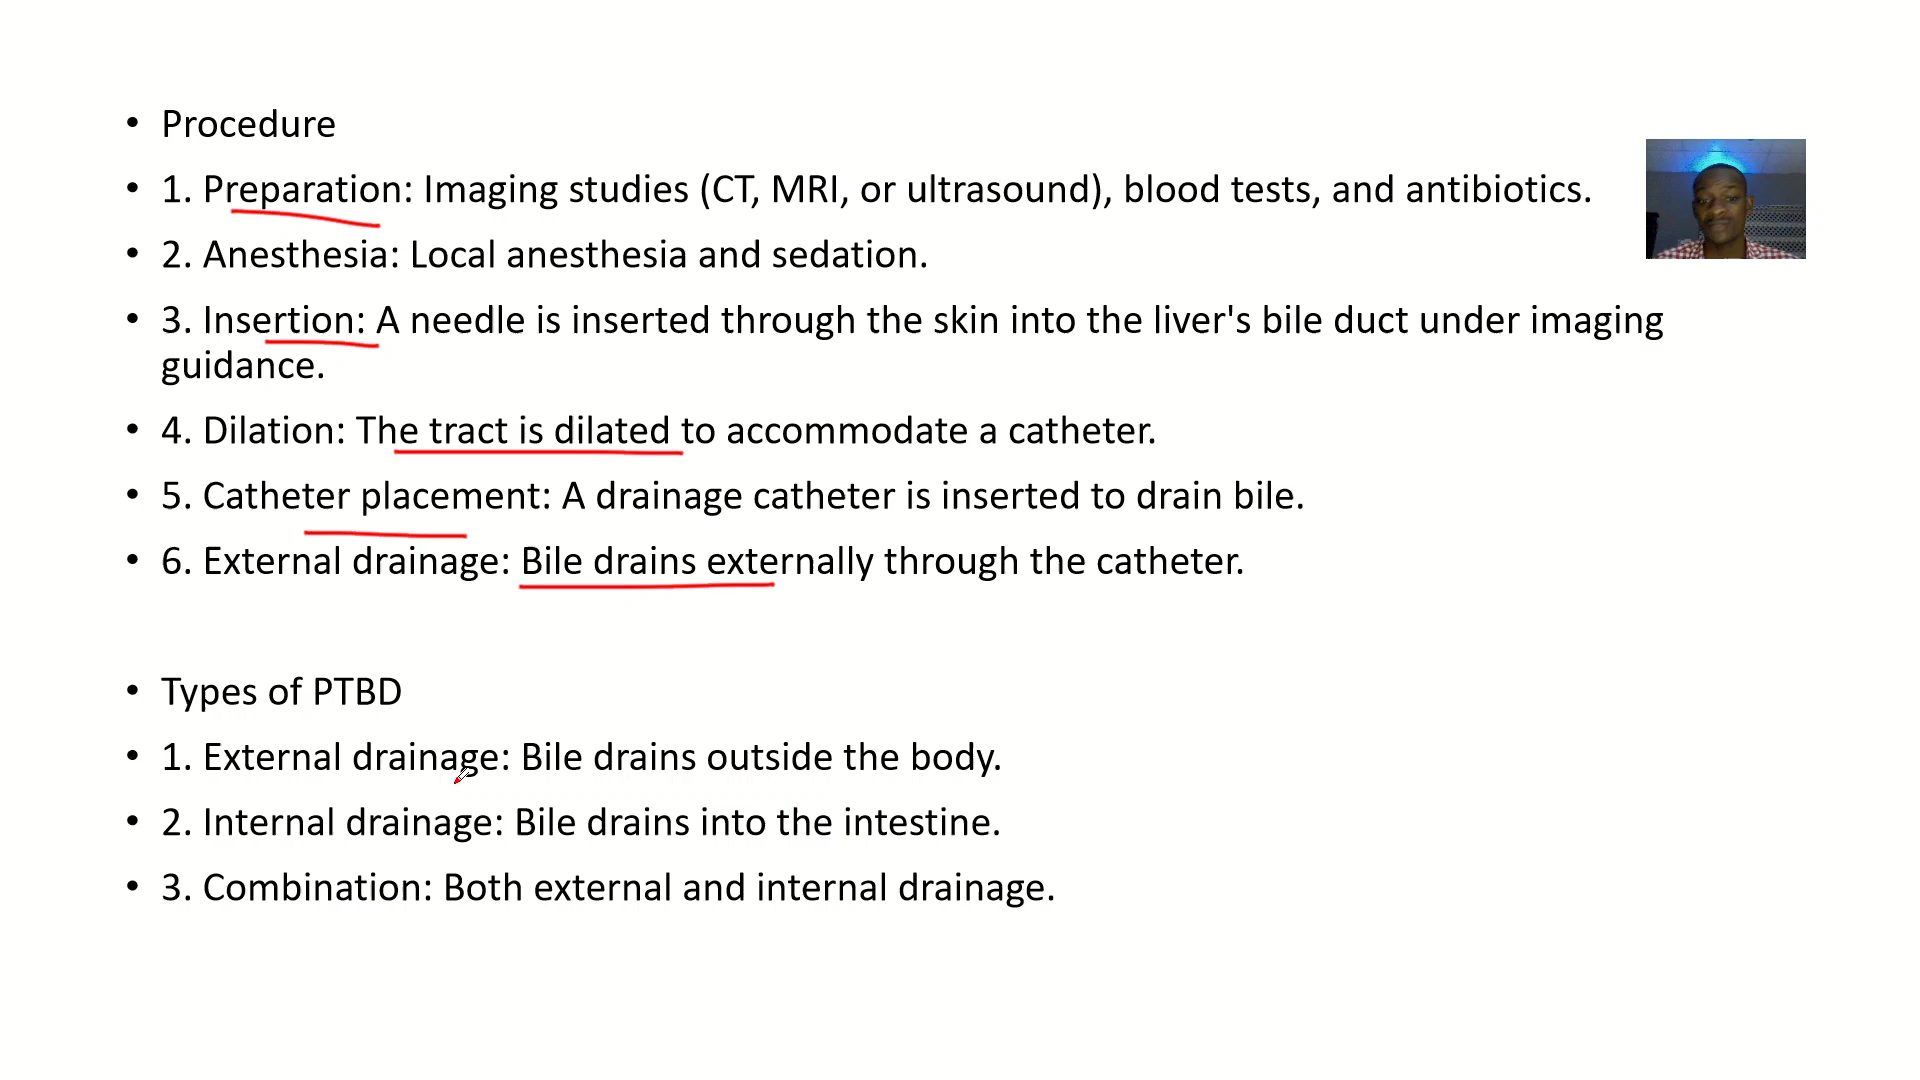 • Procedure
• 1. Preparation: Imaging studies (CT, MRI, or ultrasound), blood tests, and antibiotics.
• 2. Anesthesia: Local anesthesia and sedation.
• 3. Insertion: A needle is inserted through the skin into the liver's bile duct under imaging
guidance.
• 4. Dilation: The tract is dilated to accommodate a catheter.
• 5. Catheter placement: A drainage catheter is inserted to drain bile.
• 6. External drainage: Bile drains externally through the catheter.
• Types of PTBD
• 1. External drainage: Bile drains outside the body.
• 2. Internal drainage: Bile drains into the intestine.
• 3. Combination: Both external and internal drainage.